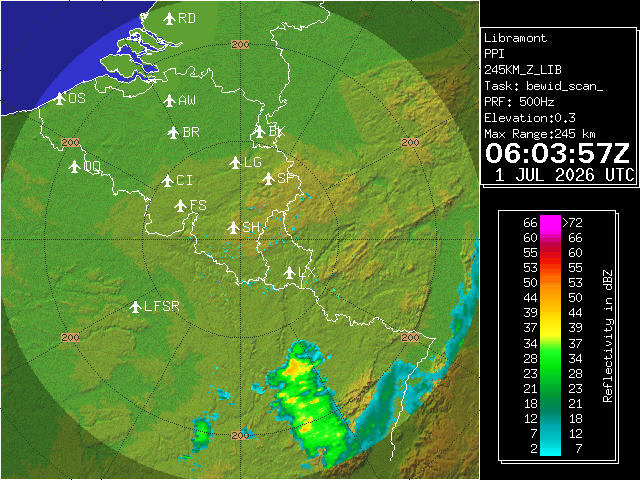 Libramont
PPI
245KM_Z_LIB
Task: bewid_scan_
PRF: 500Hz
Elevation:0.3
Max Range:245 km
06:03:57Z
1 JUL 2026 UTC
66 >72
60 66
55 60
53 55
50 53
44 50
39 44
37 39
34 37
28 34
23 28
21 23
18 21
12 18
7 12
2 7
Reflectivity in dBZ
RD
200
OS
AW
BR
BK
200
200
OQ
LG
CI
SP
FS
SH
LX
LFSR
200
200
200